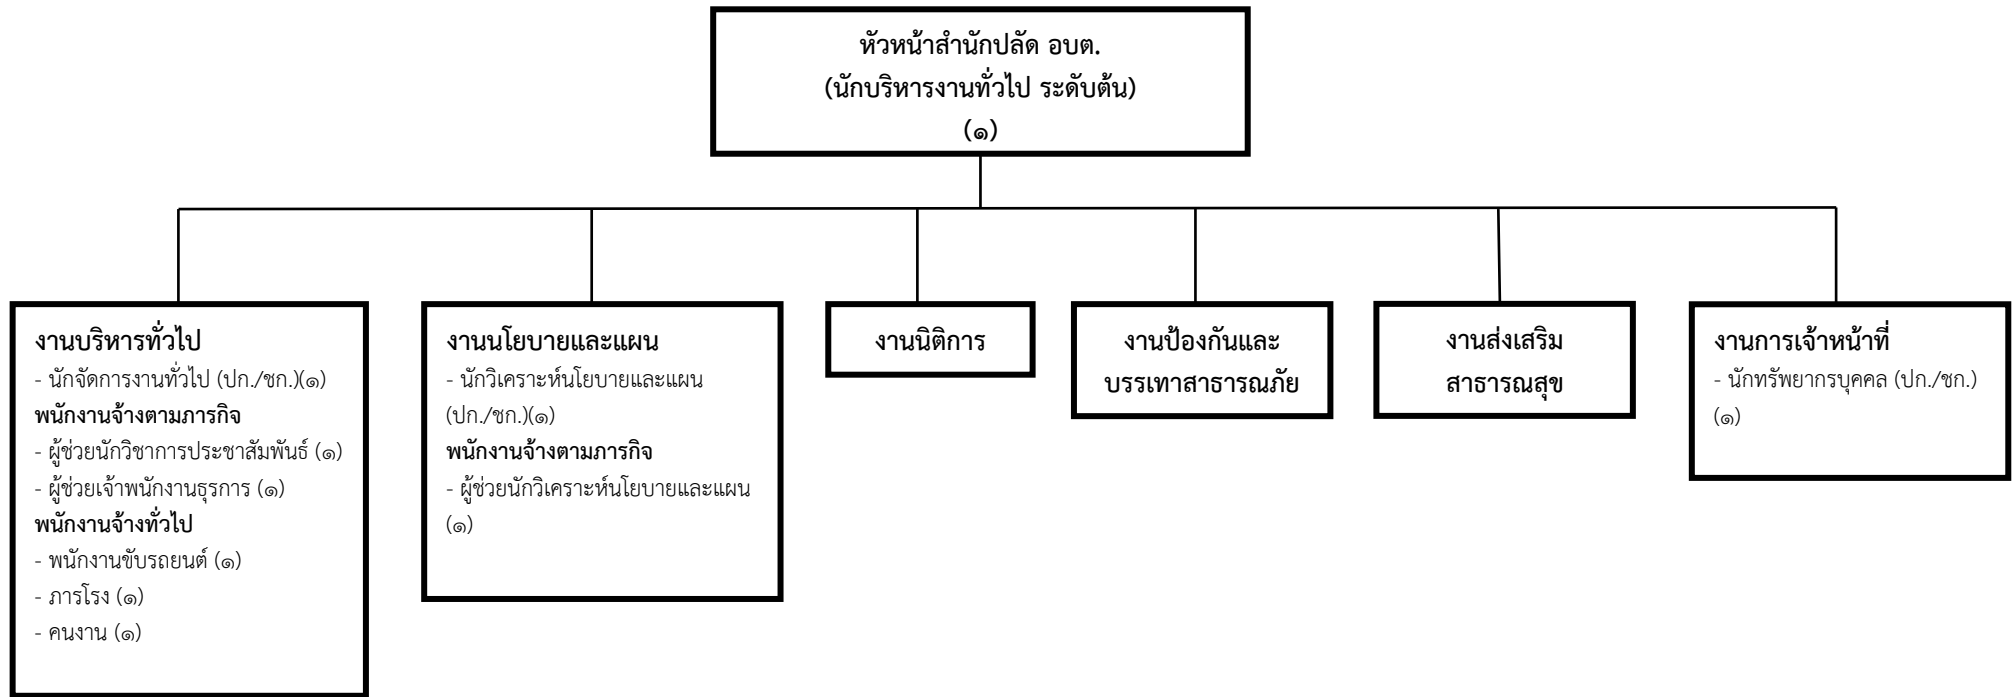 หัวหน้าสำนักปลัด อบต.
(นักบริหารงานทั่วไป ระดับต้น)
(๑)
งานบริหารทั่วไป
- นักจัดการงานทั่วไป (ปก./ชก.)(๑)
พนักงานจ้างตามภารกิจ
- ผู้ช่วยนักวิชาการประชาสัมพันธ์ (๑)
- ผู้ช่วยเจ้าพนักงานธุรการ (๑)
พนักงานจ้างทั่วไป
- พนักงานขับรถยนต์ (๑)
- ภารโรง (๑)
- คนงาน (๑)
งานนโยบายและแผน
- นักวิเคราะห์นโยบายและแผน
(ปก./ชก.)(๑)
พนักงานจ้างตามภารกิจ
- ผู้ช่วยนักวิเคราะห์นโยบายและแผน
(๑)
งานนิติการ
งานป้องกันและ
บรรเทาสาธารณภัย
งานส่งเสริม
สาธารณสุข
งานการเจ้าหน้าที่
- นักทรัพยากรบุคคล (ปก./ชก.)
(๑)